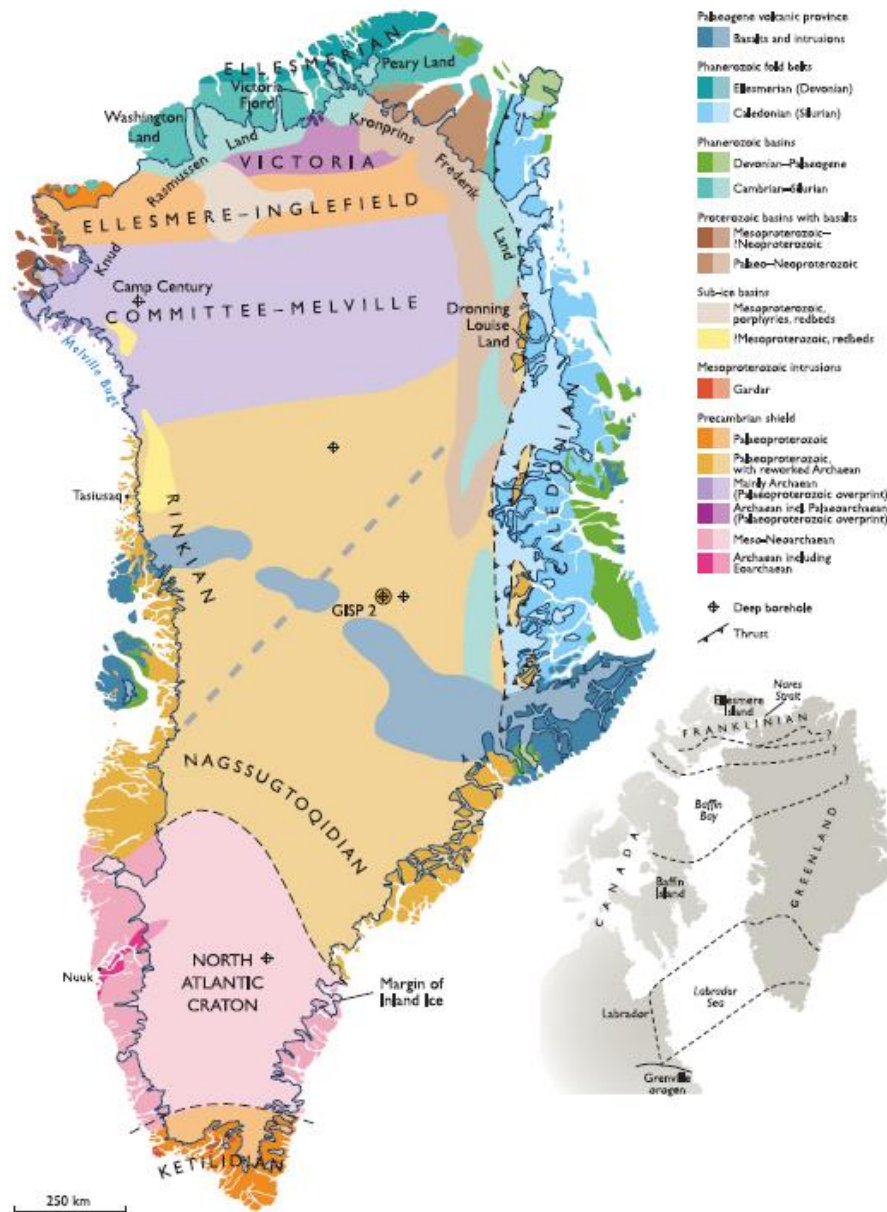 ELLESMERIAN
Peary Land
Victoria
Fjord
Washington
Land
Kronprins
Rasmussen Land
VICTORIA
Frederik
ELLESMERE–INGLEFIELD
Land
Knud
Camp Century
COMMITTEE–MELVILLE
Dronning
Louise
Land
Melville Bugt
CALEDONIAN
Tasiusaq
RINKIAN
GISP 2
NAGSSUGTOQIDIAN
NORTH
ATLANTIC
CRATON
Nuuk
Margin of
Inland Ice
KETILIDIAN
250 km
Palaeogene volcanic province
Basalts and intrusions
Phanerozoic fold belts
Ellesmerian (Devonian)
Caledonian (Silurian)
Phanerozoic basins
Devonian–Palaeogene
Cambrian–Silurian
Proterozoic basins with basalts
Mesoproterozoic–
?Neoproterozoic
Palaeo–Neoproterozoic
Sub-ice basins
Mesoproterozoic,
porphyries, redbeds
?Mesoproterozoic, redbeds
Mesoproterozoic intrusions
Gardar
Precambrian shield
Palaeoproterozoic
Palaeoproterozoic,
with reworked Archaean
Mainly Archaean
(Palaeoproterozoic overprint)
Archaean incl. Palaeoarchaean
(Palaeoproterozoic overprint)
Meso–Neoarchaean
Archaean including
Eoarchaean
Deep borehole
Thrust
Nares
Strait
Ellesmere
Island
FRANKLINIAN
?
?
?
Baffin
Bay
GREENLAND
CANADA
Baffin
Island
Labrador
Sea
Labrador
Grenville
orogen